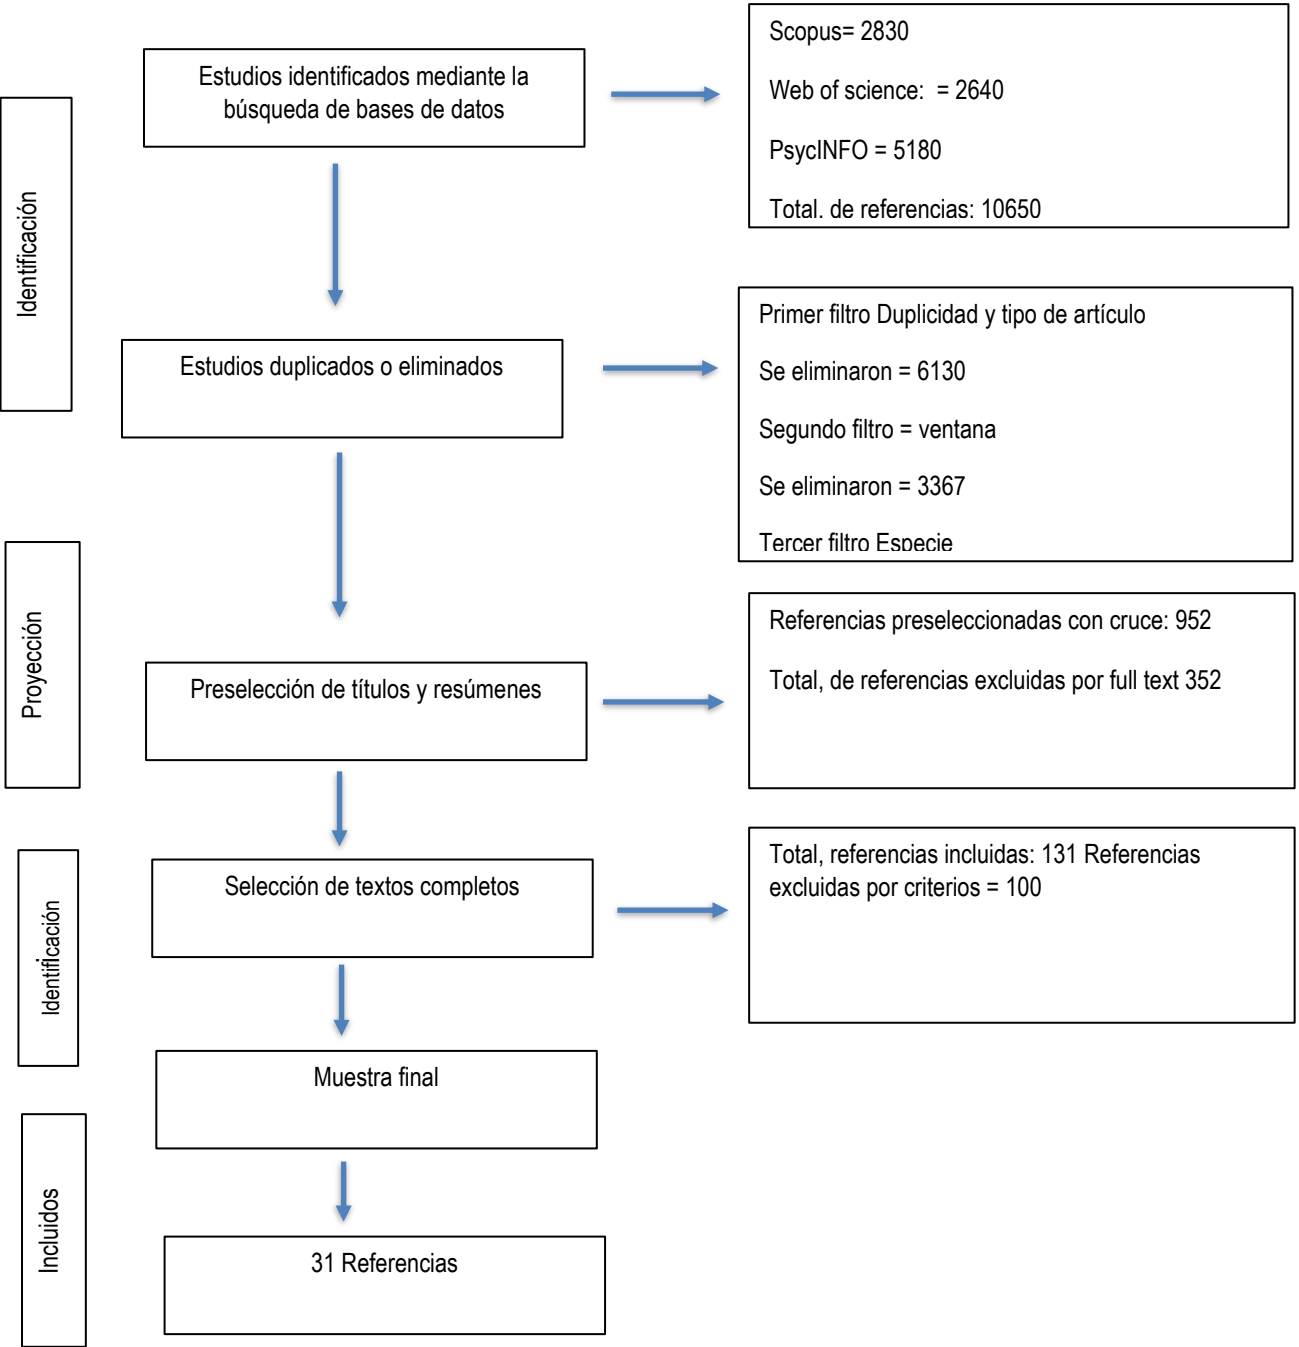 Scopus= 2830
Estudios identificados mediante la
búsqueda de bases de datos
Web of science:  = 2640
PsycINFO = 5180
Total. de referencias: 10650
Identificación
Estudios duplicados o eliminados
Primer filtro Duplicidad y tipo de artículo
Se eliminaron = 6130
Segundo filtro = ventana
Se eliminaron = 3367
Tercer filtro Especie
Proyección
Preselección de títulos y resúmenes
Referencias preseleccionadas con cruce: 952
Total, de referencias excluidas por full text 352
Identificación
Selección de textos completos
Total, referencias incluidas: 131 Referencias
excluidas por criterios = 100
Muestra final
Incluidos
31 Referencias